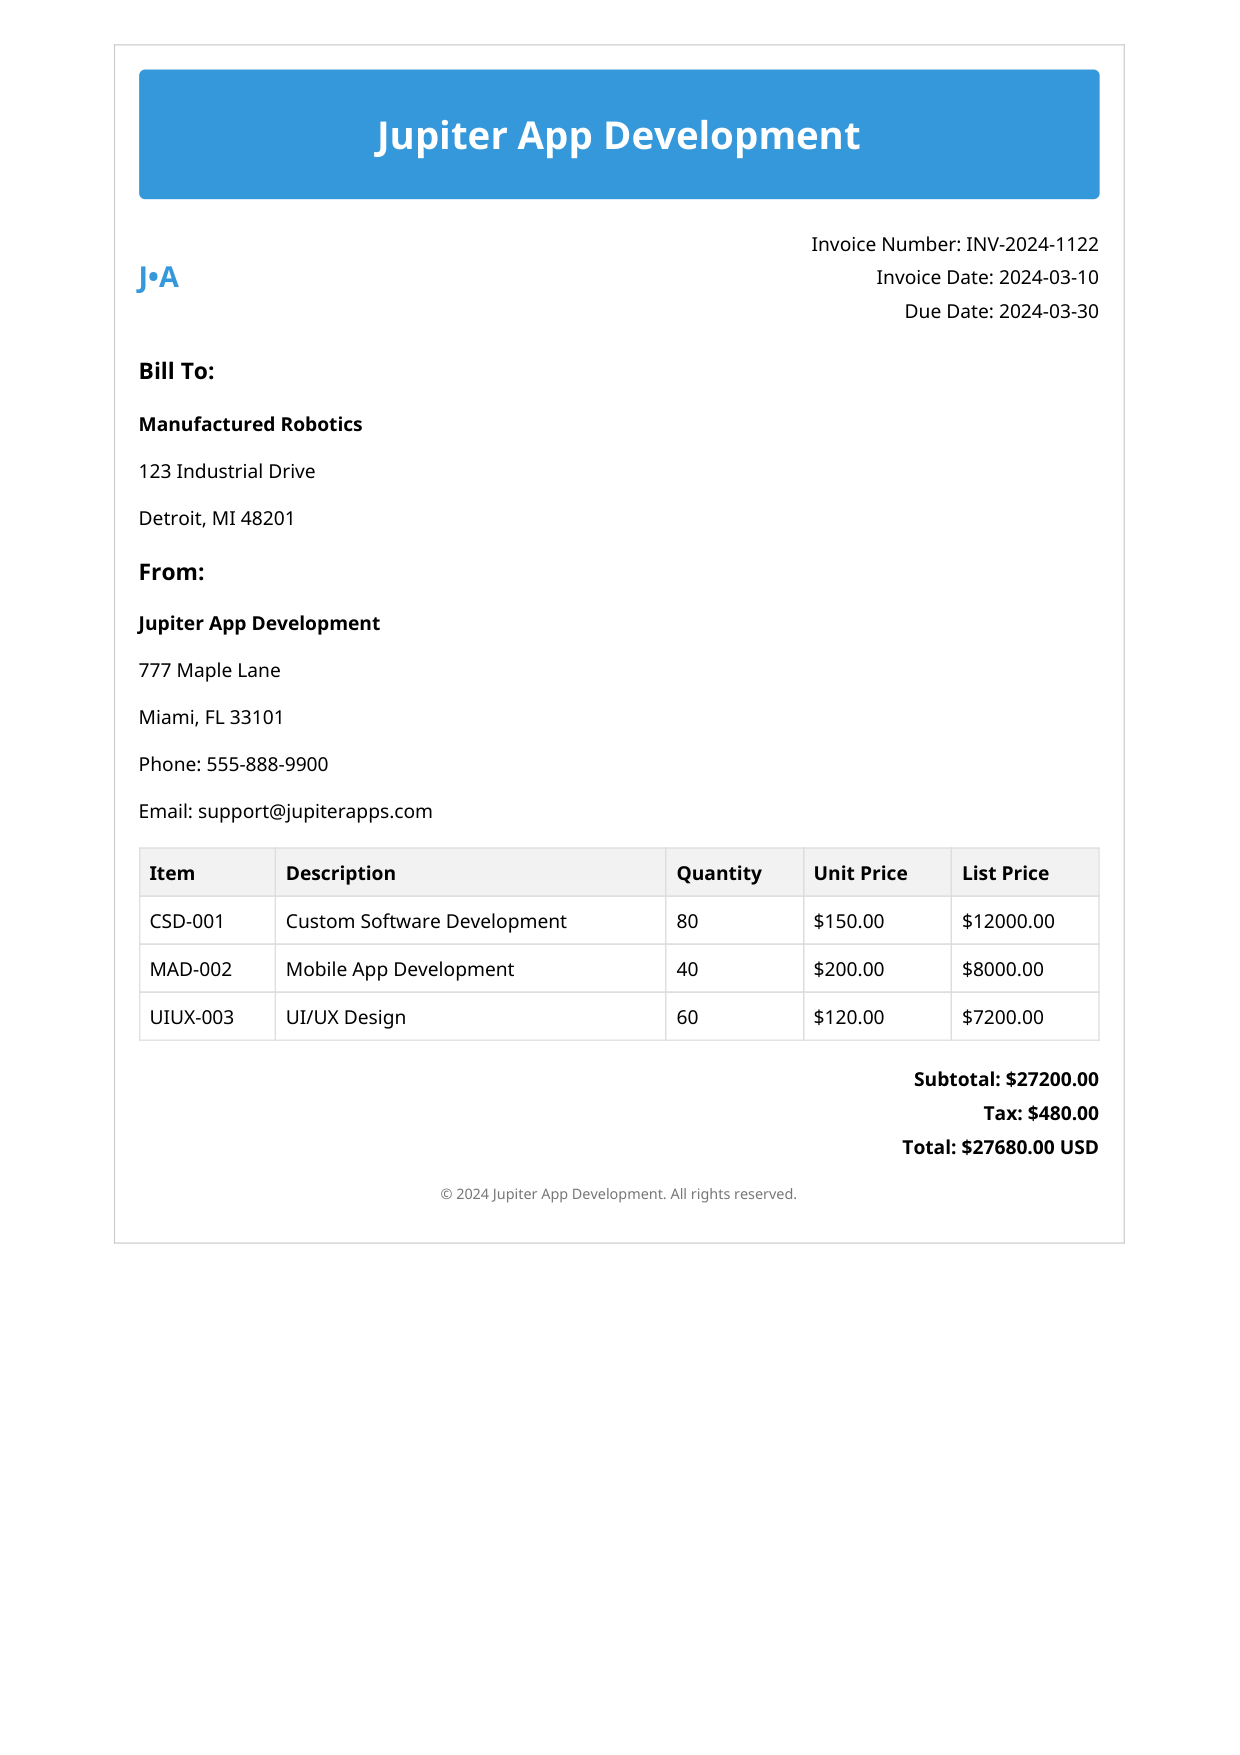 Jupiter App Development
J•A
Invoice Number: INV-2024-1122
Invoice Date: 2024-03-10
Due Date: 2024-03-30
Bill To:
Manufactured Robotics
123 Industrial Drive
Detroit, MI 48201
From:
Jupiter App Development
777 Maple Lane
Miami, FL 33101
Phone: 555-888-9900
Email: support@jupiterapps.com
Item Description Quantity Unit Price List Price
CSD-001 Custom Software Development 80 $150.00 $12000.00
MAD-002 Mobile App Development 40 $200.00 $8000.00
UIUX-003 UI/UX Design 60 $120.00 $7200.00
Subtotal: $27200.00
Tax: $480.00
Total: $27680.00 USD
© 2024 Jupiter App Development. All rights reserved.